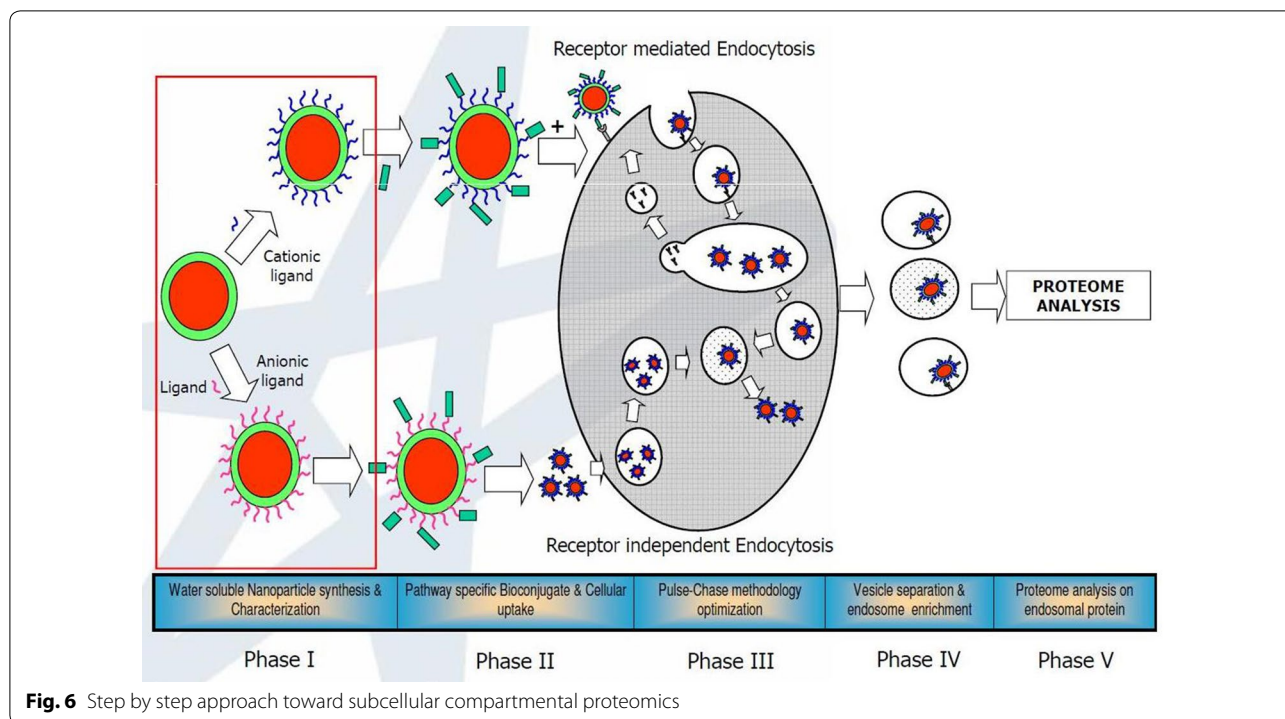 Receptor mediated Endocytosis
+
Cationic
ligand
Anionic
ligand
Ligand
PROTEOME
ANALYSIS
Receptor independent Endocytosis
Water soluble Nanoparticle synthesis &
Characterization
Pathway specific Bioconjugate & Cellular
uptake
Pulse-Chase methodology
optimization
Vesicle separation &
endosome enrichment
Proteome analysis on
endosomal protein
Phase I
Phase II
Phase III
Phase IV
Phase V
Fig. 6 Step by step approach toward subcellular compartmental proteomics